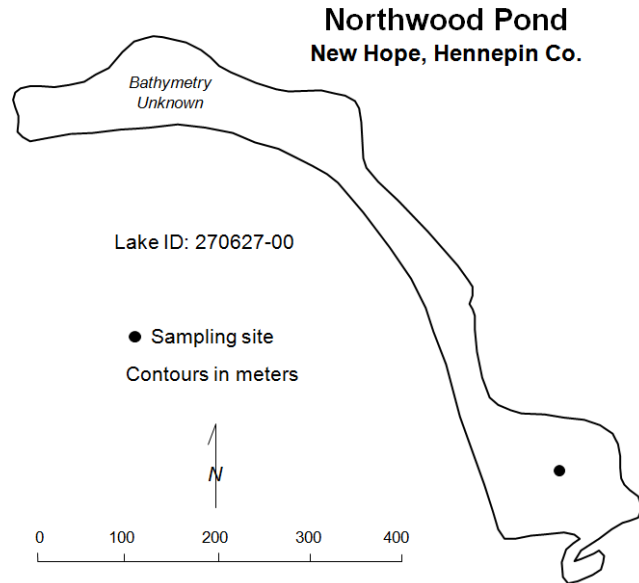 Northwood Pond
New Hope, Hennepin Co.
Bathymetry
Unknown
Lake ID: 270627-00
Sampling site
Contours in meters
N
0 100 200 300 400